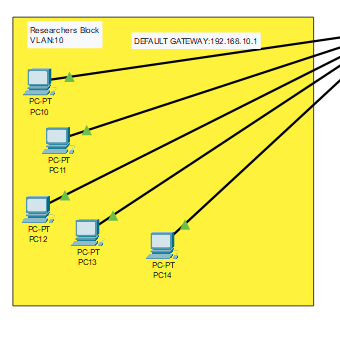 Researchers Block
VLAN:10
DEFAULT GATEWAY:192.168.10.1
PC-PT
PC10
PC-PT
PC11
PC-PT
PC12
PC-PT
PC13
PC-PT
PC14